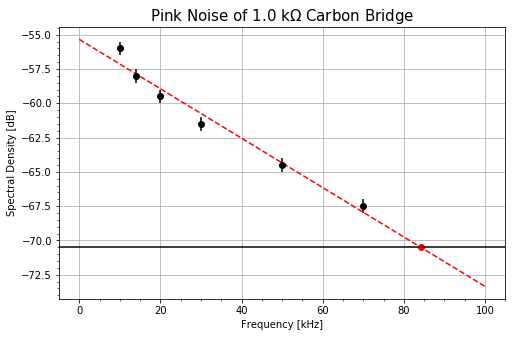 Pink Noise of 1.0 kΩ Carbon Bridge
−55.0
−57.5
−60.0
−62.5
−65.0
−67.5
−70.0
−72.5
Spectral Density [dB]
0 20 40 60 80 100
Frequency [kHz]